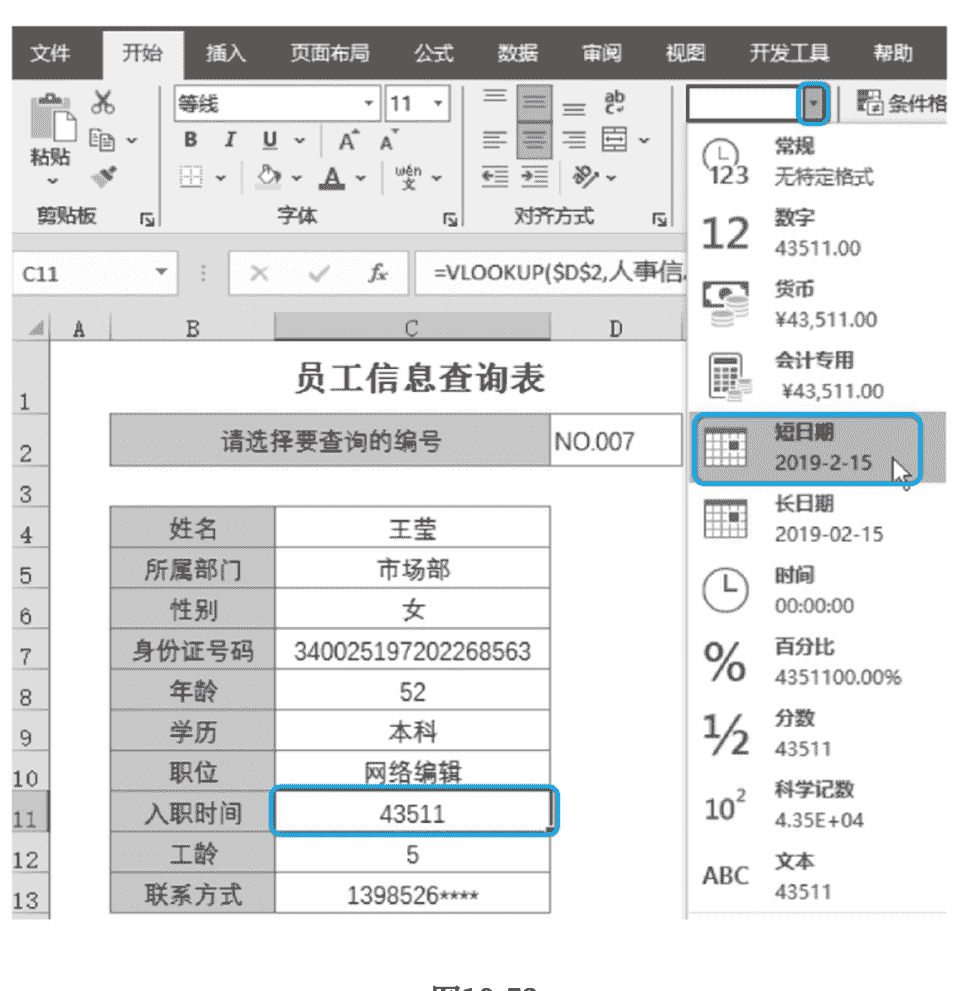 文件 开始 插入 页面布局 公式 数据 审阅 视图 开发工具 帮助
等线 11 ab 条件格
粘贴 B I U A A wén 文
剪贴板 字体 对齐方式
C11 fx =VLOOKUP($D$2,人事信
A B C D
1 员工信息查询表
2 请选择要查询的编号 NO.007
3
4 姓名 王莹
5 所属部门 市场部
6 性别 女
7 身份证号码 340025197202268563
8 年龄 52
9 学历 本科
10 职位 网络编辑
11 入职时间 43511
12 工龄 5
13 联系方式 1398526****
123 常规
无特定格式
12 数字
43511.00
货币
¥43,511.00
会计专用
¥43,511.00
短日期
2019-2-15
长日期
2019-02-15
时间
00:00:00
% 百分比
4351100.00%
½ 分数
43511
10² 科学记数
4.35E+04
ABC 文本
43511